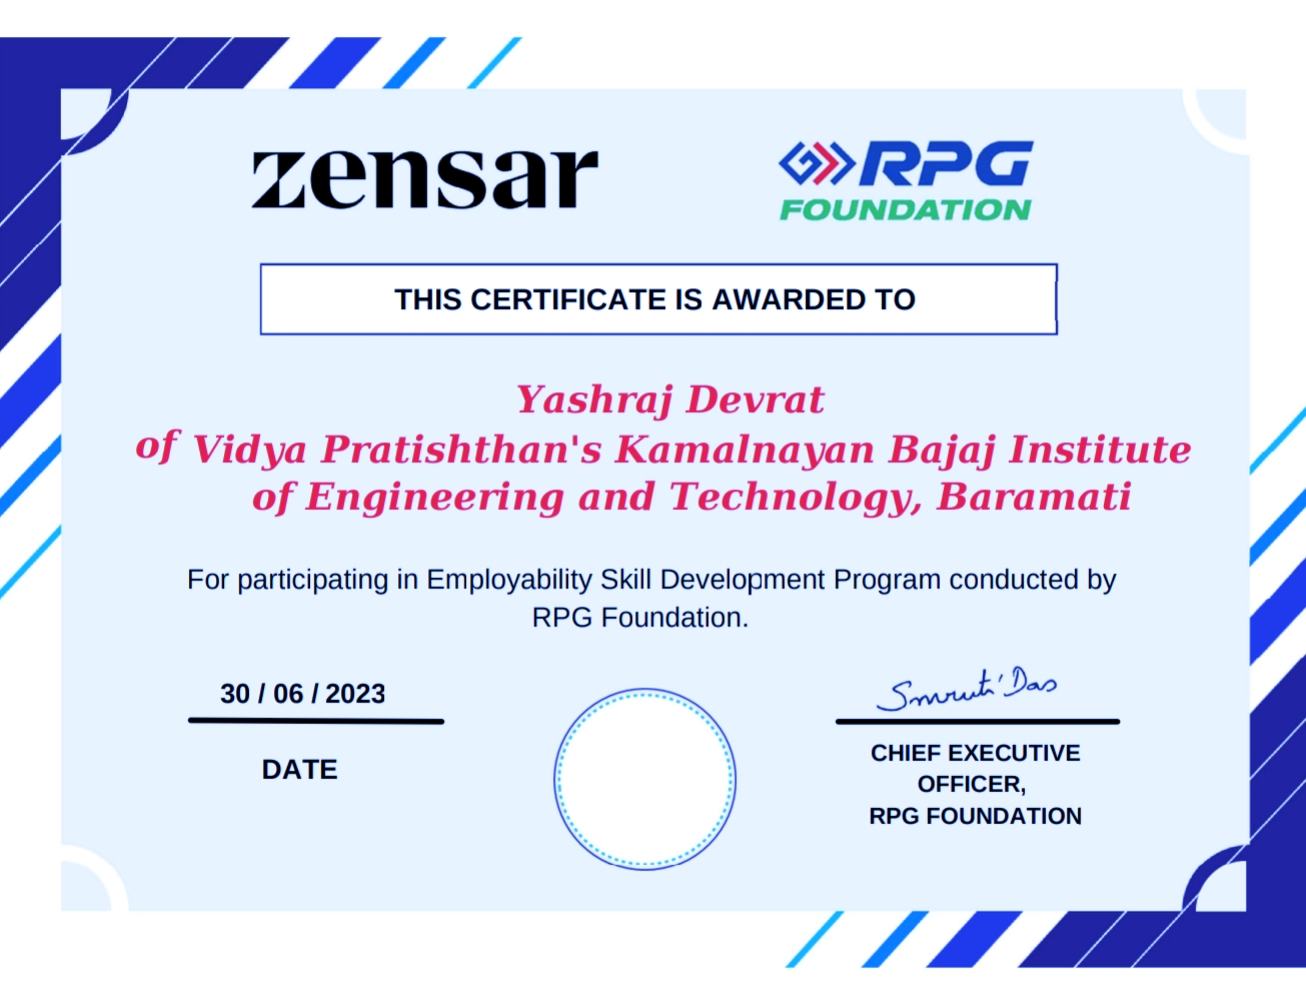 zensar
RPG
FOUNDATION
THIS CERTIFICATE IS AWARDED TO
Yashraj Devrat
of Vidya Pratishthan's Kamalnayan Bajaj Institute
of Engineering and Technology, Baramati
For participating in Employability Skill Development Program conducted by
RPG Foundation.
30 / 06 / 2023
DATE
Smruti Das
CHIEF EXECUTIVE
OFFICER,
RPG FOUNDATION